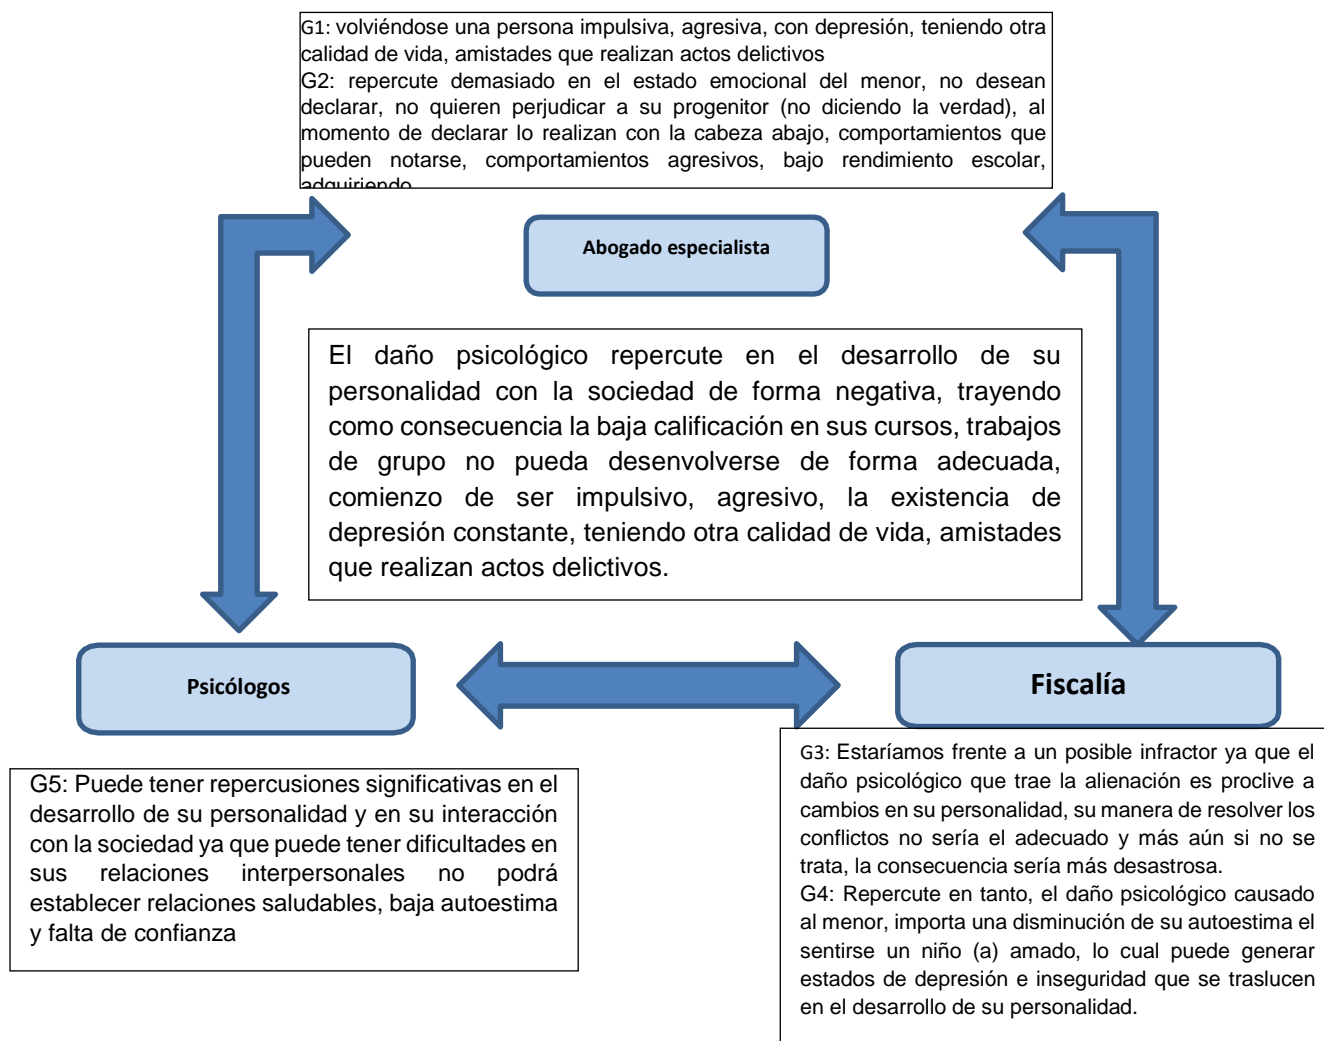 G1: volviéndose una persona impulsiva, agresiva, con depresión, teniendo otra
calidad de vida, amistades que realizan actos delictivos
G2: repercute demasiado en el estado emocional del menor, no desean
declarar, no quieren perjudicar a su progenitor (no diciendo la verdad), al
momento de declarar lo realizan con la cabeza abajo, comportamientos que
pueden notarse, comportamientos agresivos, bajo rendimiento escolar,
adquiriendo
Abogado especialista
El daño psicológico repercute en el desarrollo de su
personalidad con la sociedad de forma negativa, trayendo
como consecuencia la baja calificación en sus cursos, trabajos
de grupo no pueda desenvolverse de forma adecuada,
comienzo de ser impulsivo, agresivo, la existencia de
depresión constante, teniendo otra calidad de vida, amistades
que realizan actos delictivos.
Psicólogos
Fiscalía
G5: Puede tener repercusiones significativas en el
desarrollo de su personalidad y en su interacción
con la sociedad ya que puede tener dificultades en
sus relaciones interpersonales no podrá
establecer relaciones saludables, baja autoestima
y falta de confianza
G3: Estaríamos frente a un posible infractor ya que el
daño psicológico que trae la alienación es proclive a
cambios en su personalidad, su manera de resolver los
conflictos no sería el adecuado y más aún si no se
trata, la consecuencia sería más desastrosa.
G4: Repercute en tanto, el daño psicológico causado
al menor, importa una disminución de su autoestima el
sentirse un niño (a) amado, lo cual puede generar
estados de depresión e inseguridad que se traslucen
en el desarrollo de su personalidad.